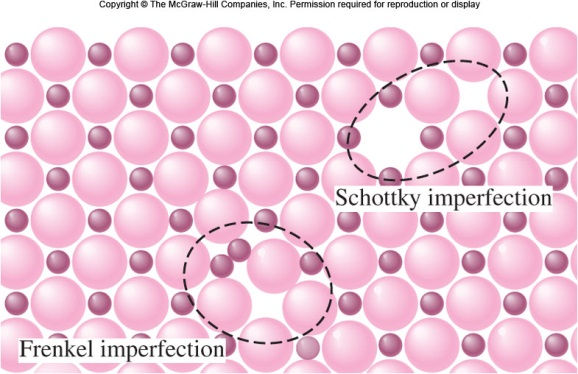 Copyright © The McGraw-Hill Companies, Inc. Permission required for reproduction or display
Schottky imperfection
Frenkel imperfection